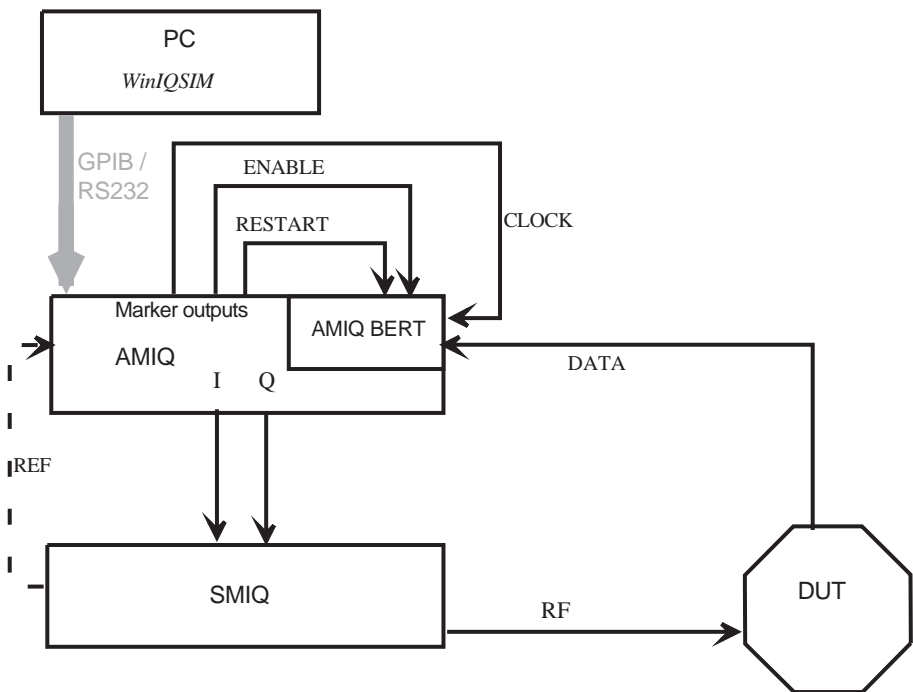 PC
WinIQSIM
GPIB /
RS232
ENABLE
RESTART
CLOCK
Marker outputs
AMIQ BERT
AMIQ
DATA
I Q
REF
SMIQ
DUT
RF